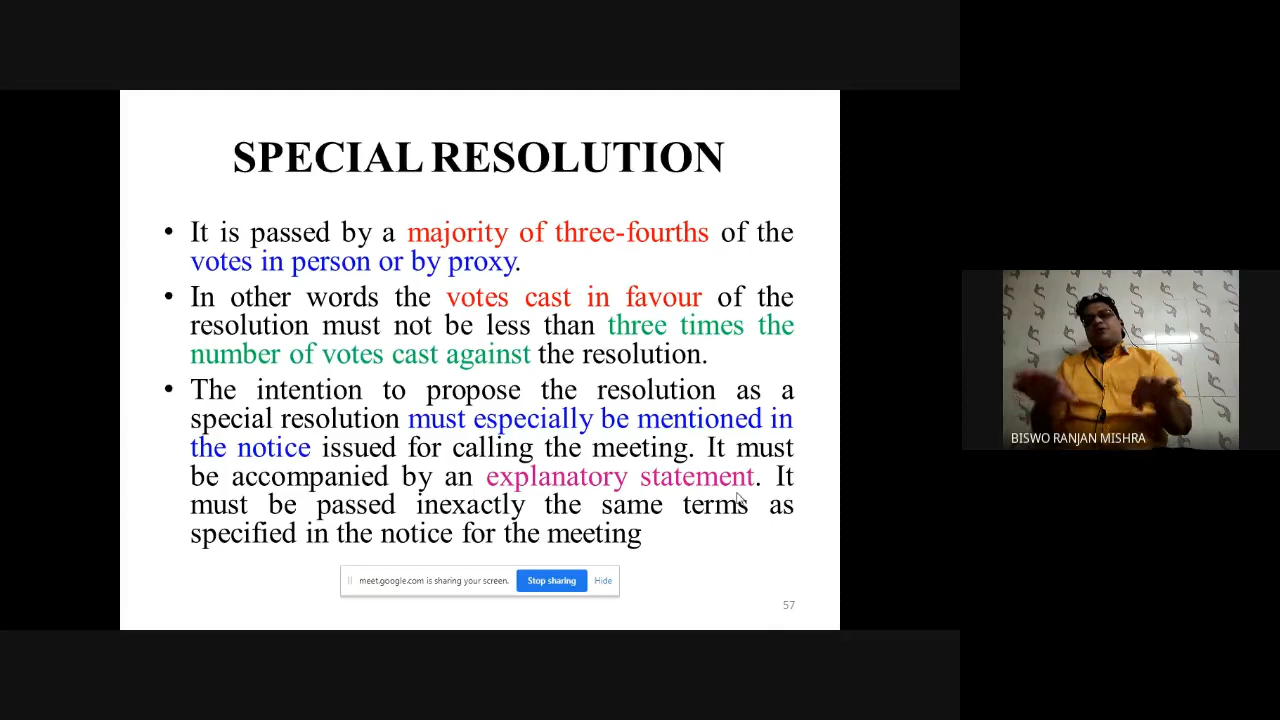 SPECIAL RESOLUTION
• It is passed by a majority of three-fourths of the
votes in person or by proxy.
• In other words the votes cast in favour of the
resolution must not be less than three times the
number of votes cast against the resolution.
• The intention to propose the resolution as a
special resolution must especially be mentioned in
the notice issued for calling the meeting. It must
be accompanied by an explanatory statement. It
must be passed inexactly the same terms as
specified in the notice for the meeting
meet.google.com is sharing your screen. Stop sharing Hide
57
BISWO RANJAN MISHRA